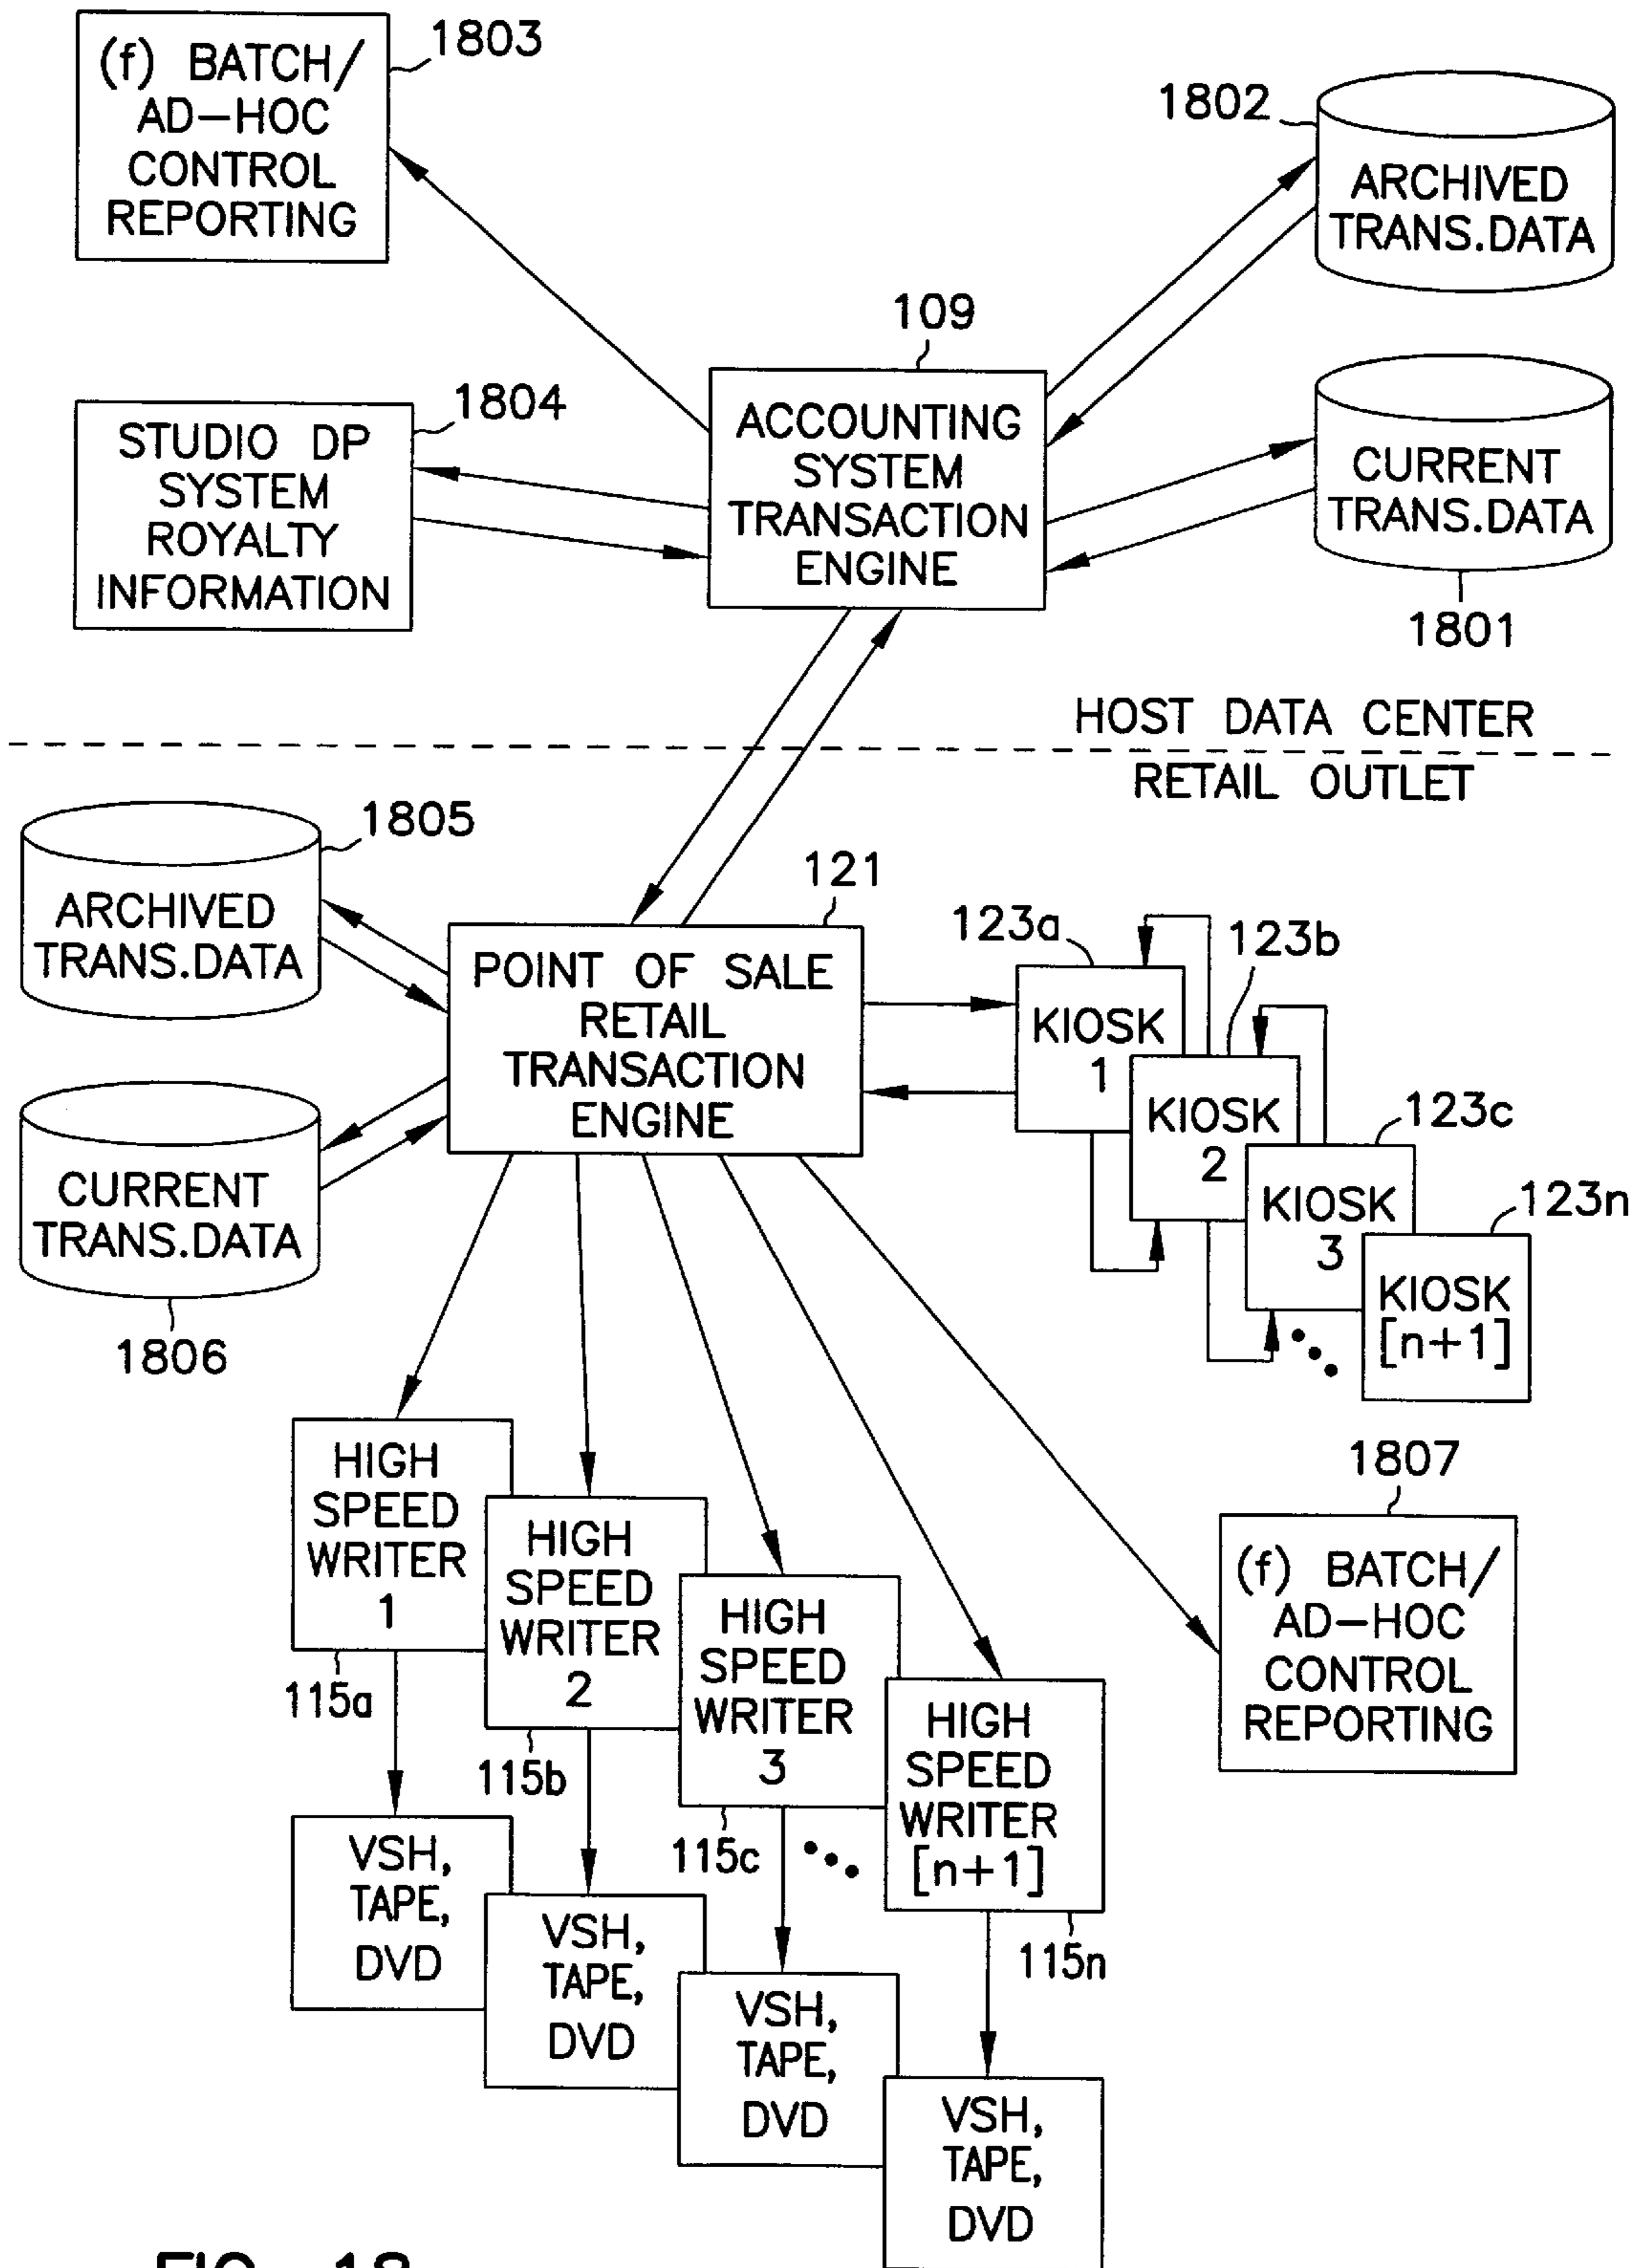 1803
(f) BATCH/
AD-HOC
CONTROL
REPORTING
1802
ARCHIVED
TRANS.DATA
109
ACCOUNTING
SYSTEM
TRANSACTION
ENGINE
1804
STUDIO DP
SYSTEM
ROYALTY
INFORMATION
CURRENT
TRANS.DATA
1801
HOST DATA CENTER
RETAIL OUTLET
1805
ARCHIVED
TRANS.DATA
121
POINT OF SALE
RETAIL
TRANSACTION
ENGINE
123a
KIOSK
1
123b
KIOSK
2
123c
KIOSK
3
123n
KIOSK
[n+1]
CURRENT
TRANS.DATA
1806
HIGH
SPEED
WRITER
1
115a
HIGH
SPEED
WRITER
2
115b
HIGH
SPEED
WRITER
3
115c
HIGH
SPEED
WRITER
[n+1]
115n
1807
(f) BATCH/
AD-HOC
CONTROL
REPORTING
VSH,
TAPE,
DVD
VSH,
TAPE,
DVD
VSH,
TAPE,
DVD
VSH,
TAPE,
DVD
FIG. 18